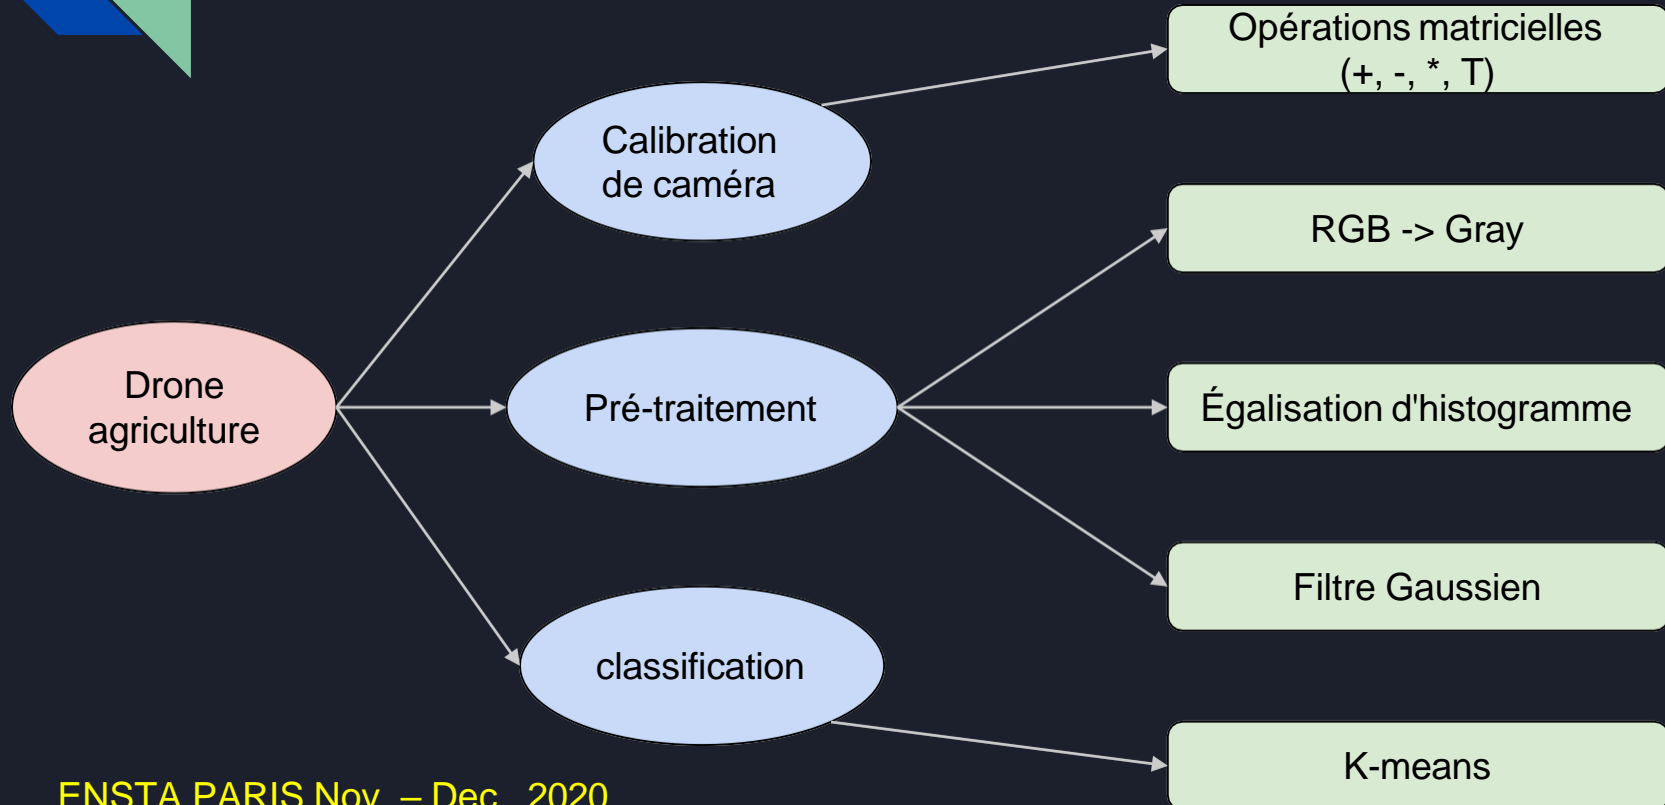 Opérations matricielles
(+, -, *, T)
Calibration
de caméra
RGB -> Gray
Drone
agriculture
Pré-traitement
Égalisation d'histogramme
Filtre Gaussien
classification
K-means
ENSTA PARIS Nov. – Dec. 2020